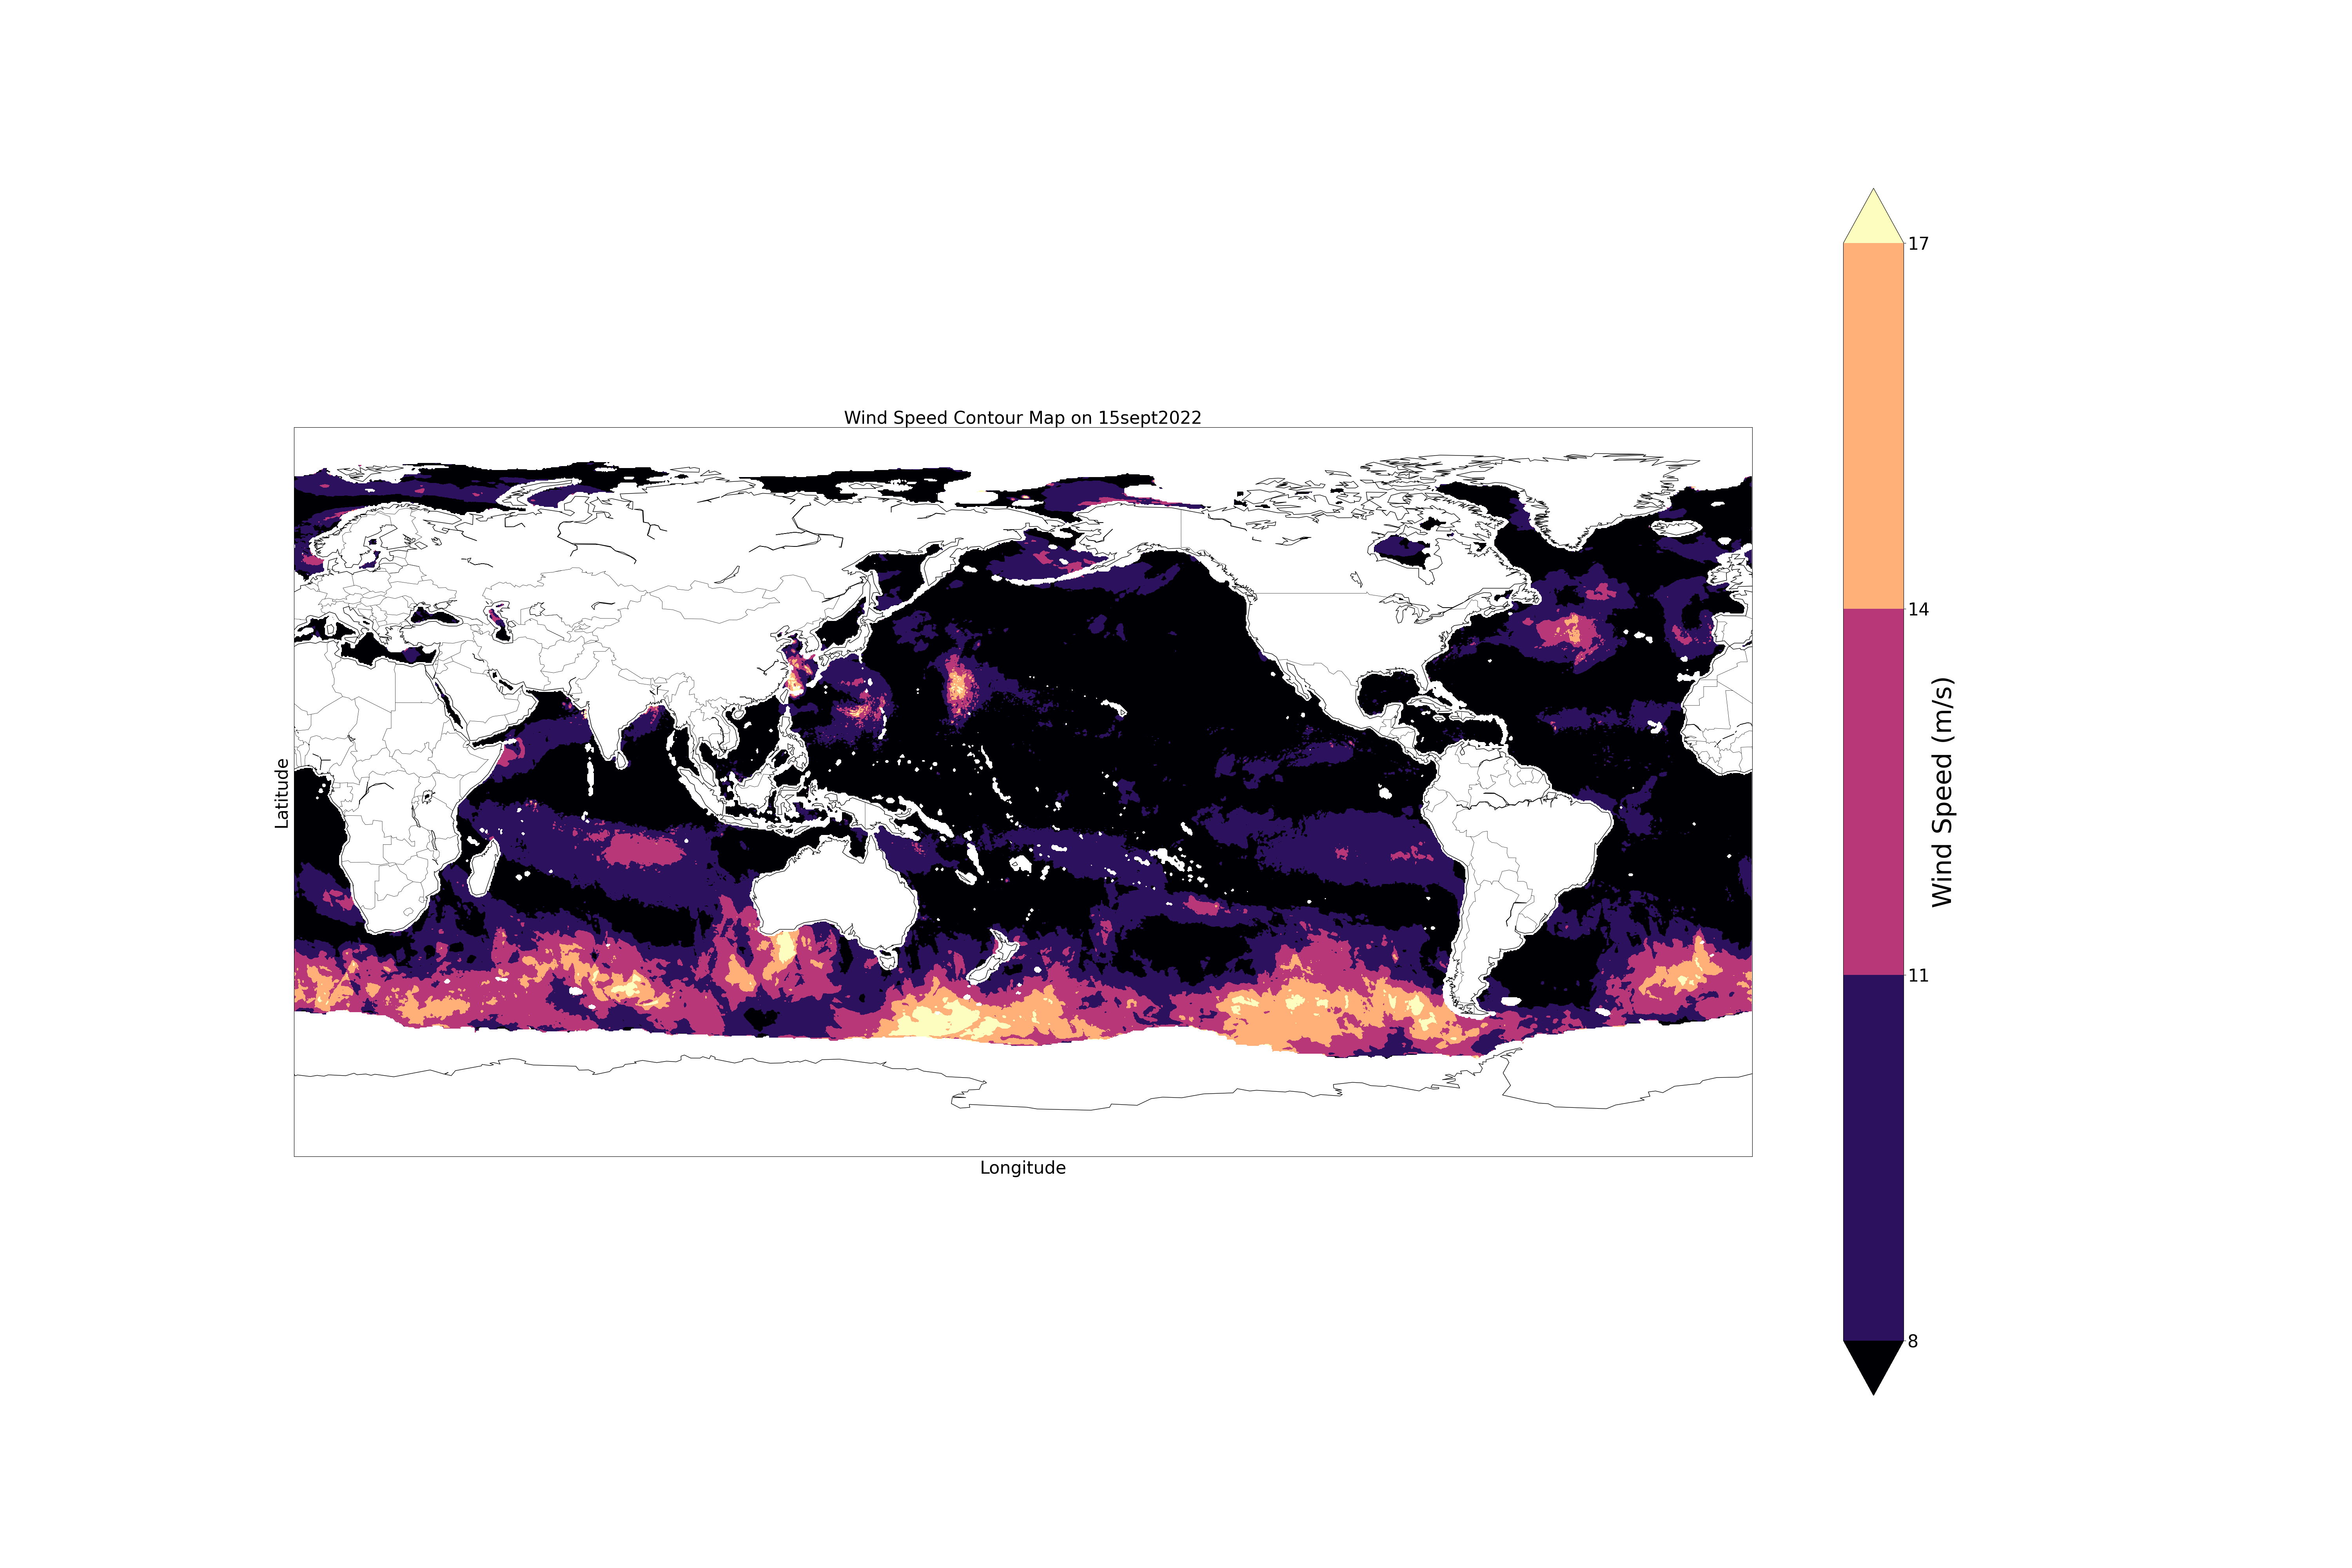 Wind Speed Contour Map on 15sept2022
Latitude
Longitude
17
14
11
8
Wind Speed (m/s)